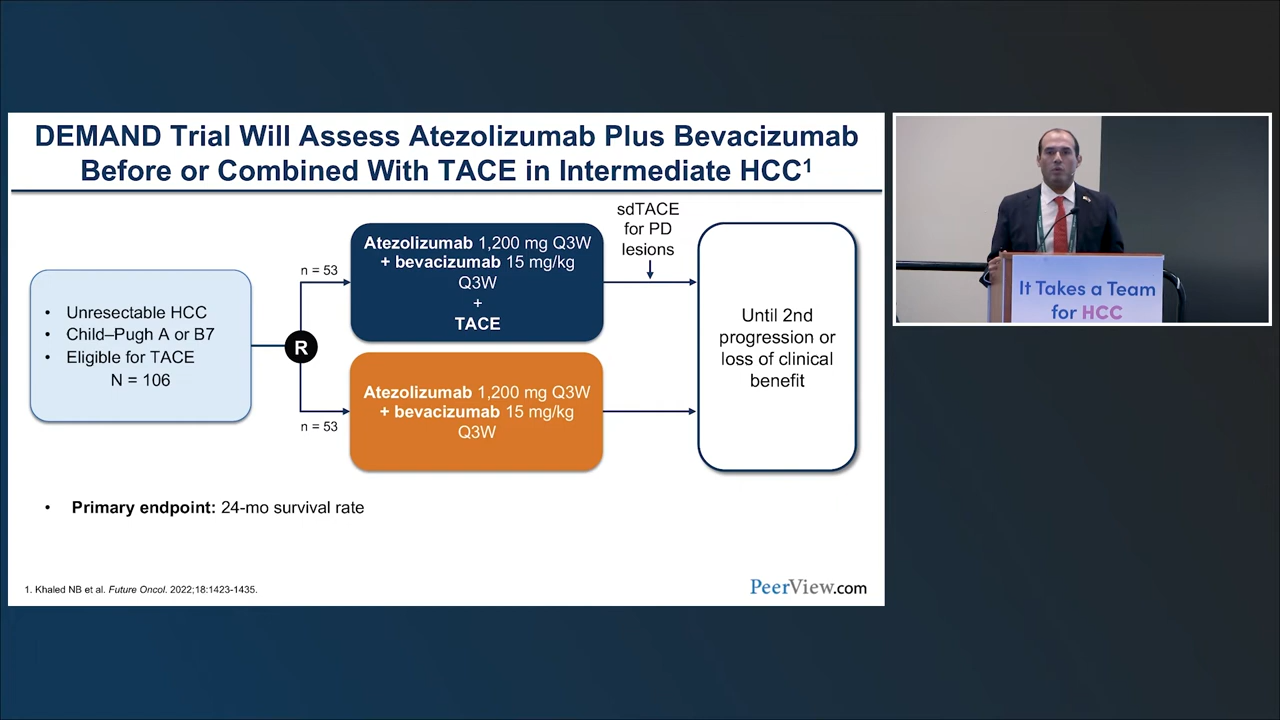 DEMAND Trial Will Assess Atezolizumab Plus Bevacizumab
Before or Combined With TACE in Intermediate HCC1
• Unresectable HCC
• Child–Pugh A or B7
• Eligible for TACE
N = 106
R
n = 53
n = 53
Atezolizumab 1,200 mg Q3W
+ bevacizumab 15 mg/kg
Q3W
+
TACE
Atezolizumab 1,200 mg Q3W
+ bevacizumab 15 mg/kg
Q3W
sdTACE
for PD
lesions
Until 2nd
progression or
loss of clinical
benefit
• Primary endpoint: 24-mo survival rate
1. Khaled NB et al. Future Oncol. 2022;18:1423-1435.
PeerView.com
It Takes a Team
for HCC